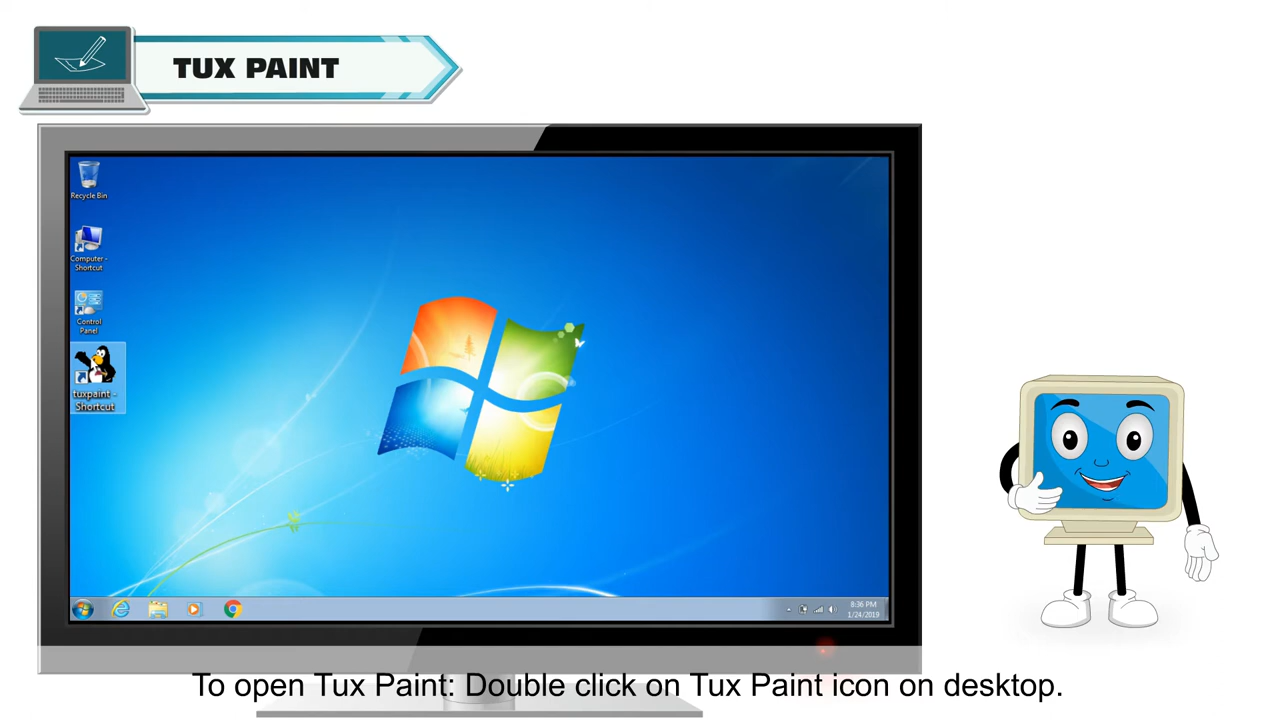 TUX PAINT
Recycle Bin
Computer -
Shortcut
Control
Panel
tuxpaint -
Shortcut
8:36 PM
1/24/2019
To open Tux Paint: Double click on Tux Paint icon on desktop.